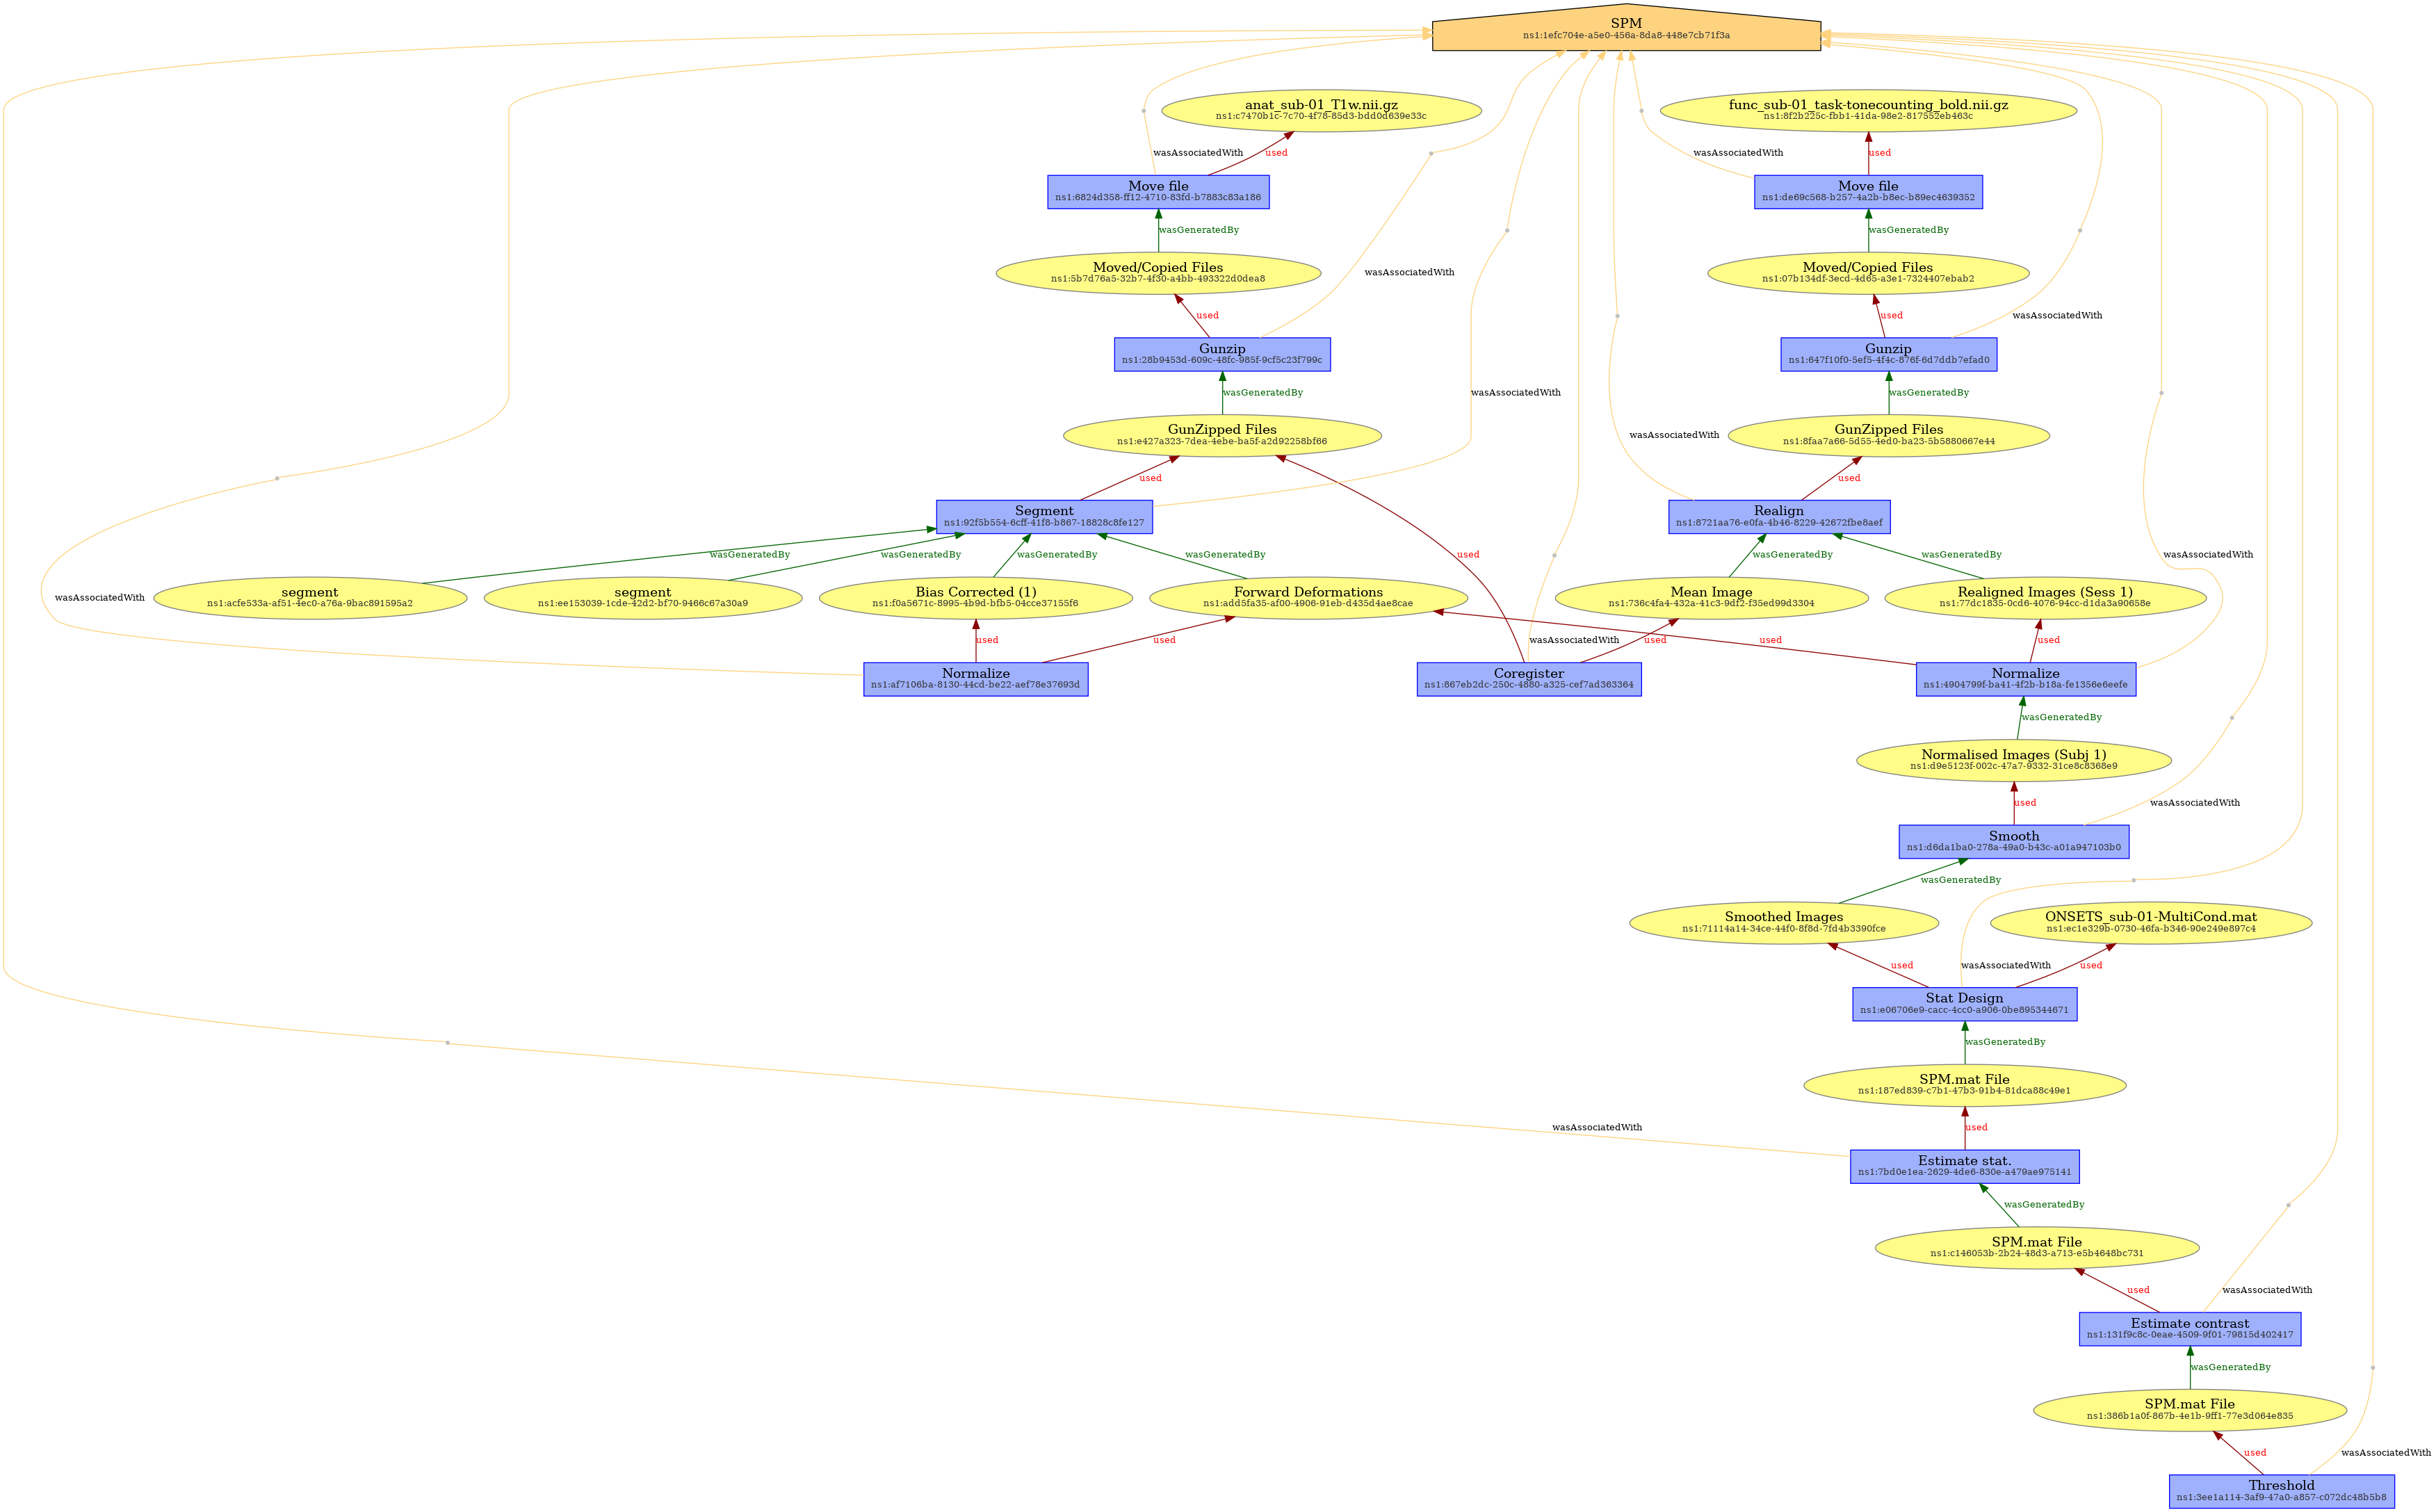 SPM
ns1:1efc704e-a5e0-456a-8da8-448e7cb71f3a
anat_sub-01_T1w.nii.gz
ns1:c7470b1c-7c70-4f78-85d3-bdd0d639e33c
func_sub-01_task-tonecounting_bold.nii.gz
ns1:8f2b225c-fbb1-41da-98e2-817552eb463c
wasAssociatedWith
used
wasAssociatedWith
used
Move file
ns1:6824d358-ff12-4710-83fd-b7883c83a186
Move file
ns1:de69c568-b257-4a2b-b8ec-b89ec4639352
wasGeneratedBy
wasGeneratedBy
Moved/Copied Files
ns1:5b7d76a5-32b7-4f30-a4bb-493322d0dea8
wasAssociatedWith
Moved/Copied Files
ns1:07b134df-3ecd-4d65-a3e1-7324407ebab2
used
used
wasAssociatedWith
Gunzip
ns1:28b9453d-609c-48fc-985f-9cf5c23f799c
Gunzip
ns1:647f10f0-5ef5-4f4c-876f-6d7ddb7efad0
wasGeneratedBy
wasAssociatedWith
wasGeneratedBy
GunZipped Files
ns1:e427a323-7dea-4ebe-ba5f-a2d92258bf66
wasAssociatedWith
GunZipped Files
ns1:8faa7a66-5d55-4ed0-ba23-5b5880667e44
used
used
Segment
ns1:92f5b554-6cff-41f8-b867-18828c8fe127
Realign
ns1:8721aa76-e0fa-4b46-8229-42672fbe8aef
wasGeneratedBy
wasGeneratedBy
wasGeneratedBy
wasGeneratedBy
used
wasGeneratedBy
wasGeneratedBy
wasAssociatedWith
segment
ns1:acfe533a-af51-4ec0-a76a-9bac891595a2
segment
ns1:ee153039-1cde-42d2-bf70-9466c67a30a9
Bias Corrected (1)
ns1:f0a5671c-8995-4b9d-bfb5-04cce37155f6
Forward Deformations
ns1:add5fa35-af00-4906-91eb-d435d4ae8cae
Mean Image
ns1:736c4fa4-432a-41c3-9df2-f35ed99d3304
Realigned Images (Sess 1)
ns1:77dc1835-0cd6-4076-94cc-d1da3a90658e
wasAssociatedWith
used
used
wasAssociatedWith
used
used
used
Normalize
ns1:af7106ba-8130-44cd-be22-aef78e37693d
Coregister
ns1:867eb2dc-250c-4880-a325-cef7ad363364
Normalize
ns1:4904799f-ba41-4f2b-b18a-fe1356e6eefe
wasGeneratedBy
Normalised Images (Subj 1)
ns1:d9e5123f-002c-47a7-9332-31ce8c8368e9
used
wasAssociatedWith
Smooth
ns1:d6da1ba0-278a-49a0-b43c-a01a947103b0
wasGeneratedBy
Smoothed Images
ns1:71114a14-34ce-44f0-8f8d-7fd4b3390fce
ONSETS_sub-01-MultiCond.mat
ns1:ec1e329b-0730-46fa-b346-90e249e897c4
used
wasAssociatedWith
used
Stat Design
ns1:e06706e9-cacc-4cc0-a906-0be895344671
wasGeneratedBy
SPM.mat File
ns1:187ed839-c7b1-47b3-91b4-81dca88c49e1
wasAssociatedWith
used
Estimate stat.
ns1:7bd0e1ea-2629-4de6-830e-a479ae975141
wasGeneratedBy
SPM.mat File
ns1:c146053b-2b24-48d3-a713-e5b4648bc731
used
wasAssociatedWith
Estimate contrast
ns1:131f9c8c-0eae-4509-9f01-79815d402417
wasGeneratedBy
SPM.mat File
ns1:386b1a0f-867b-4e1b-9ff1-77e3d064e835
used
wasAssociatedWith
Threshold
ns1:3ee1a114-3af9-47a0-a857-c072dc48b5b8